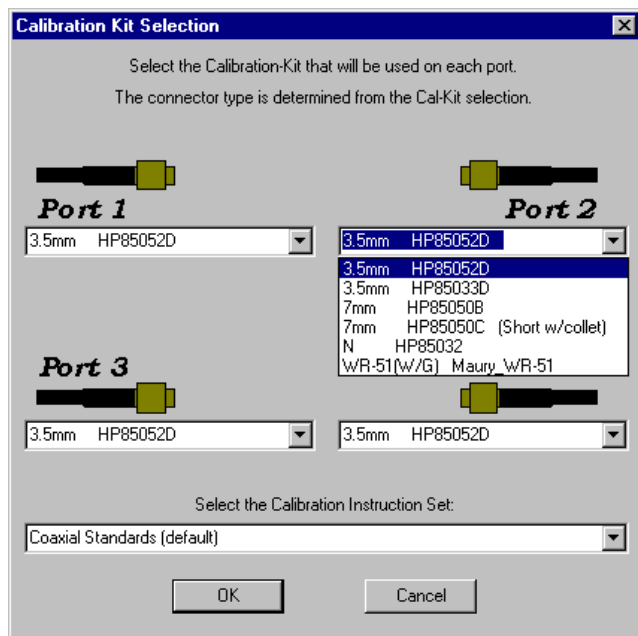 Calibration Kit Selection
Select the Calibration-Kit that will be used on each port.
The connector type is determined from the Cal-Kit selection.
Port 1
Port 2
3.5mm HP85052D
3.5mm HP85052D
3.5mm HP85052D
3.5mm HP85033D
7mm HP85050B
7mm HP85050C (Short w/collet)
N HP85032
WR-51(W/G) Maury_WR-51
Port 3
3.5mm HP85052D
3.5mm HP85052D
Select the Calibration Instruction Set:
Coaxial Standards (default)
OK
Cancel